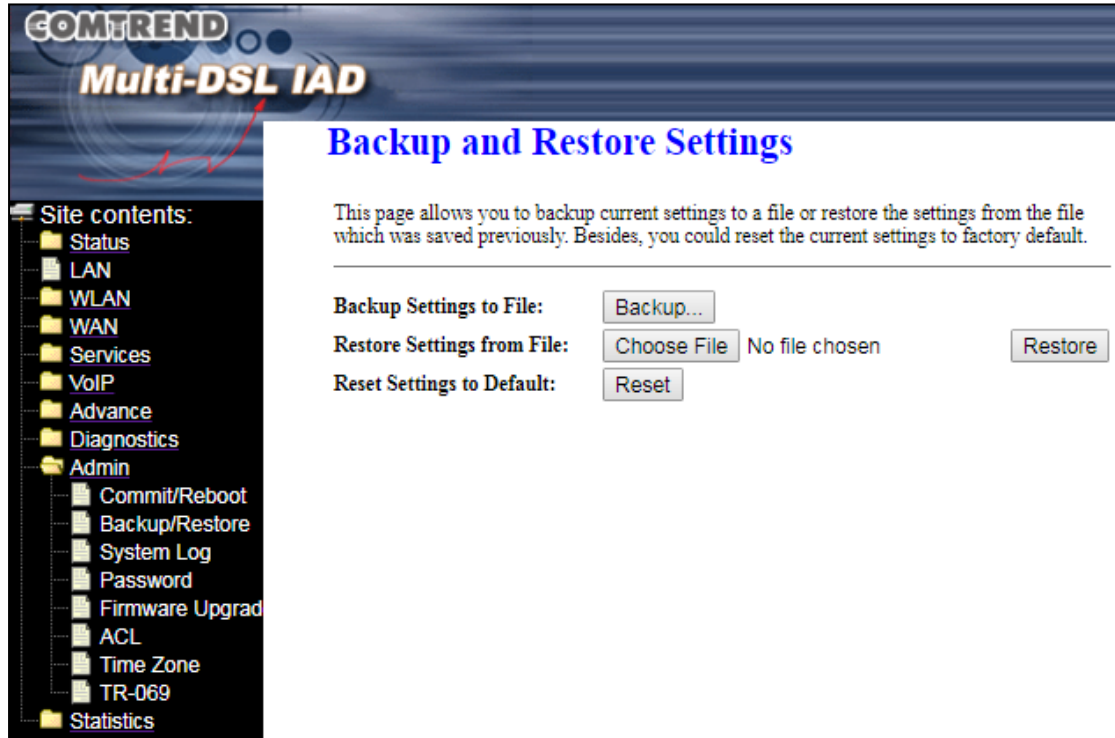 COMTREND
Multi-DSL IAD
Site contents:
Status
LAN
WLAN
WAN
Services
VoIP
Advance
Diagnostics
Admin
Commit/Reboot
Backup/Restore
System Log
Password
Firmware Upgrad
ACL
Time Zone
TR-069
Statistics
Backup and Restore Settings
This page allows you to backup current settings to a file or restore the settings from the file
which was saved previously. Besides, you could reset the current settings to factory default.
Backup Settings to File: Backup...
Restore Settings from File: Choose File No file chosen Restore
Reset Settings to Default: Reset